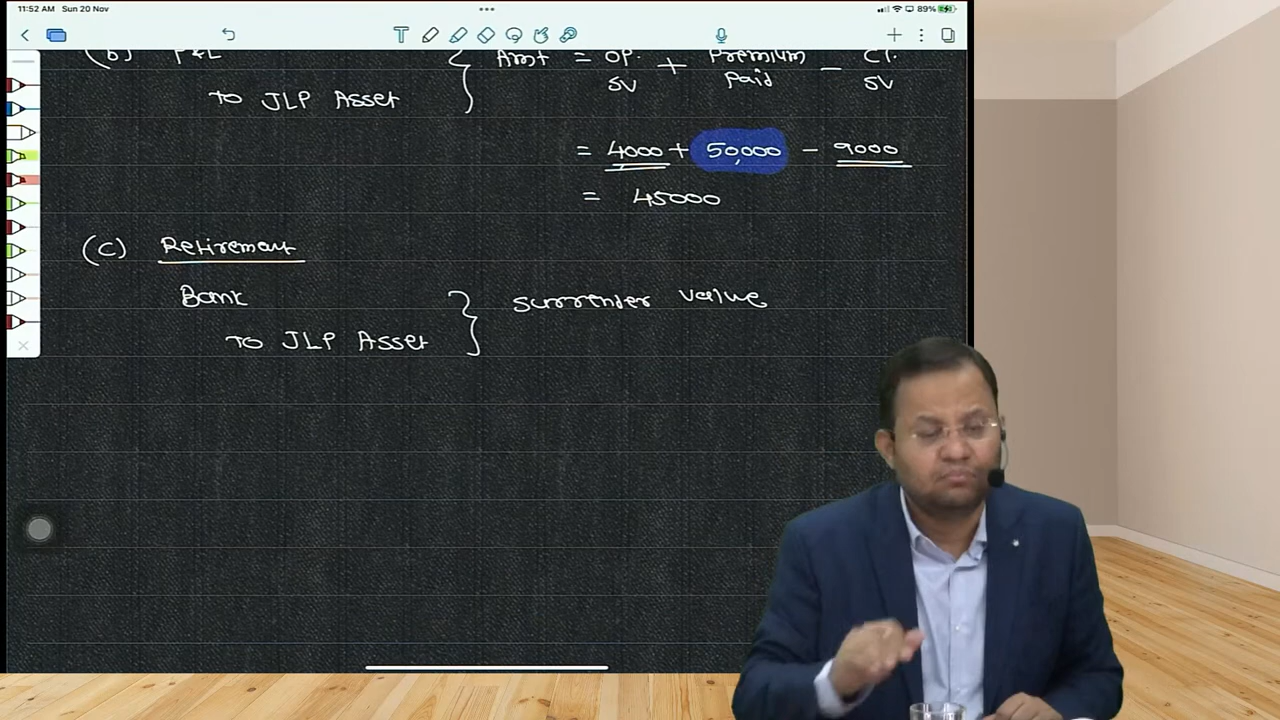 11:52 AM Sun 20 Nov
89%
(b) P&L
Amt = OP. SV + Premium Paid - Cl. SV
TO JLP Asset
= 4000 + 50,000 - 9000
= 45000
(C) Retirement
Bank
Surrender value
TO JLP Asset